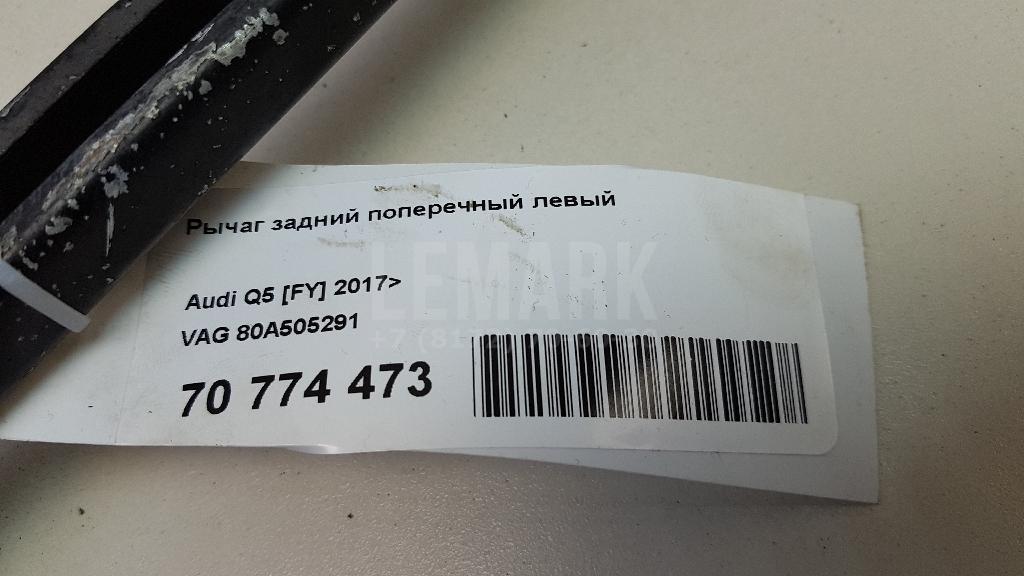 Рычаг задний поперечный левый
LEMARK
Audi Q5 [FY] 2017>
VAG 80A505291
70 774 473